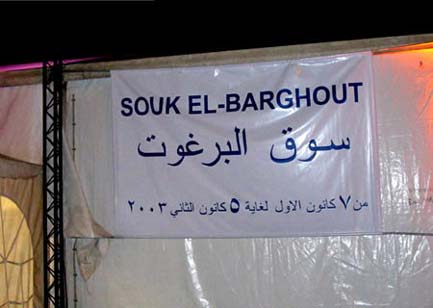 SOUK EL-BARGHOUT
سوق البرغوت
من ٧ كانون الاول لغاية ٥ كانون الثاني ٢٠٠٣